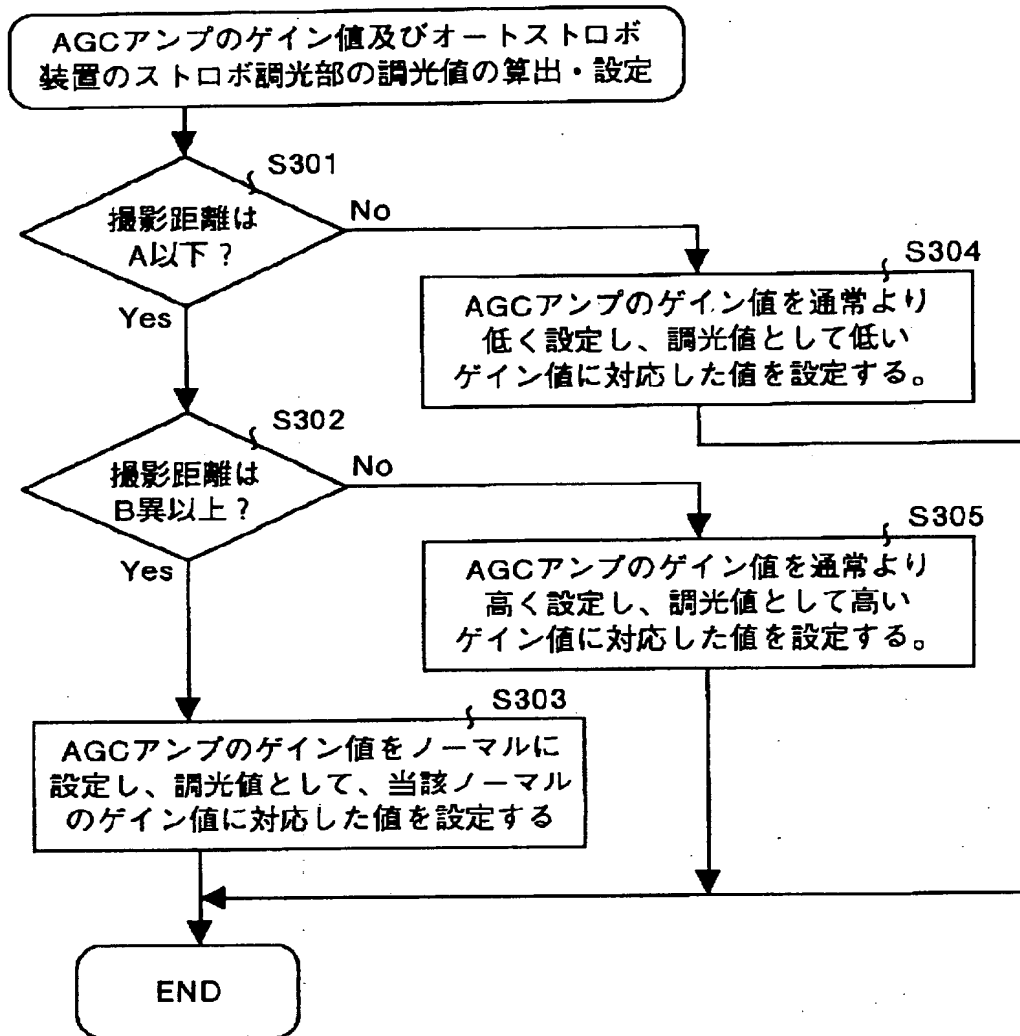 AGCアンプのゲイン値及びオートストロボ
装置のストロボ調光部の調光値の算出・設定
S301
撮影距離は
A以下？
No
Yes
S304
AGCアンプのゲイン値を通常より
低く設定し、調光値として低い
ゲイン値に対応した値を設定する。
S302
撮影距離は
B異以上？
No
Yes
S305
AGCアンプのゲイン値を通常より
高く設定し、調光値として高い
ゲイン値に対応した値を設定する。
S303
AGCアンプのゲイン値をノーマルに
設定し、調光値として、当該ノーマル
のゲイン値に対応した値を設定する
END